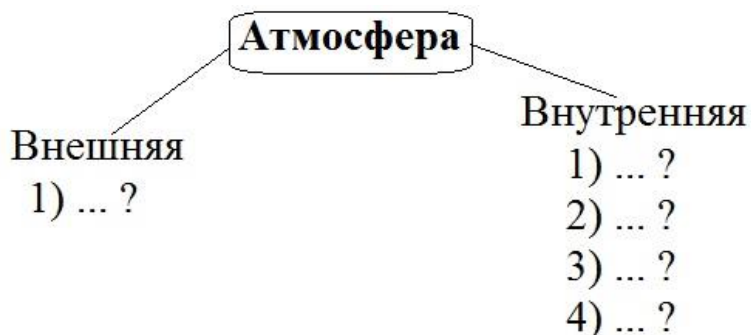 Атмосфера
Внешняя
1) ... ?
Внутренняя
1) ... ?
2) ... ?
3) ... ?
4) ... ?